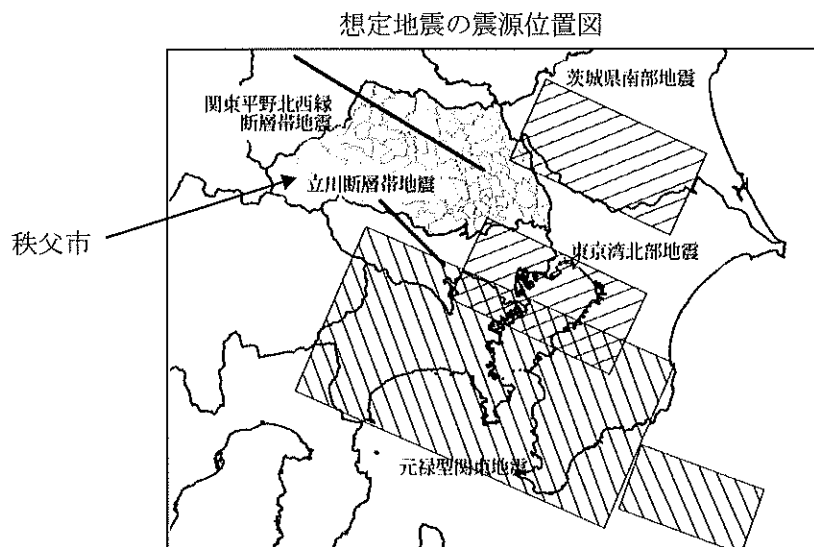 想定地震の震源位置図
茨城県南部地震
関東平野北西縁
断層帯地震
立川断層帯地震
秩父市
東京湾北部地震
元禄型関東地震